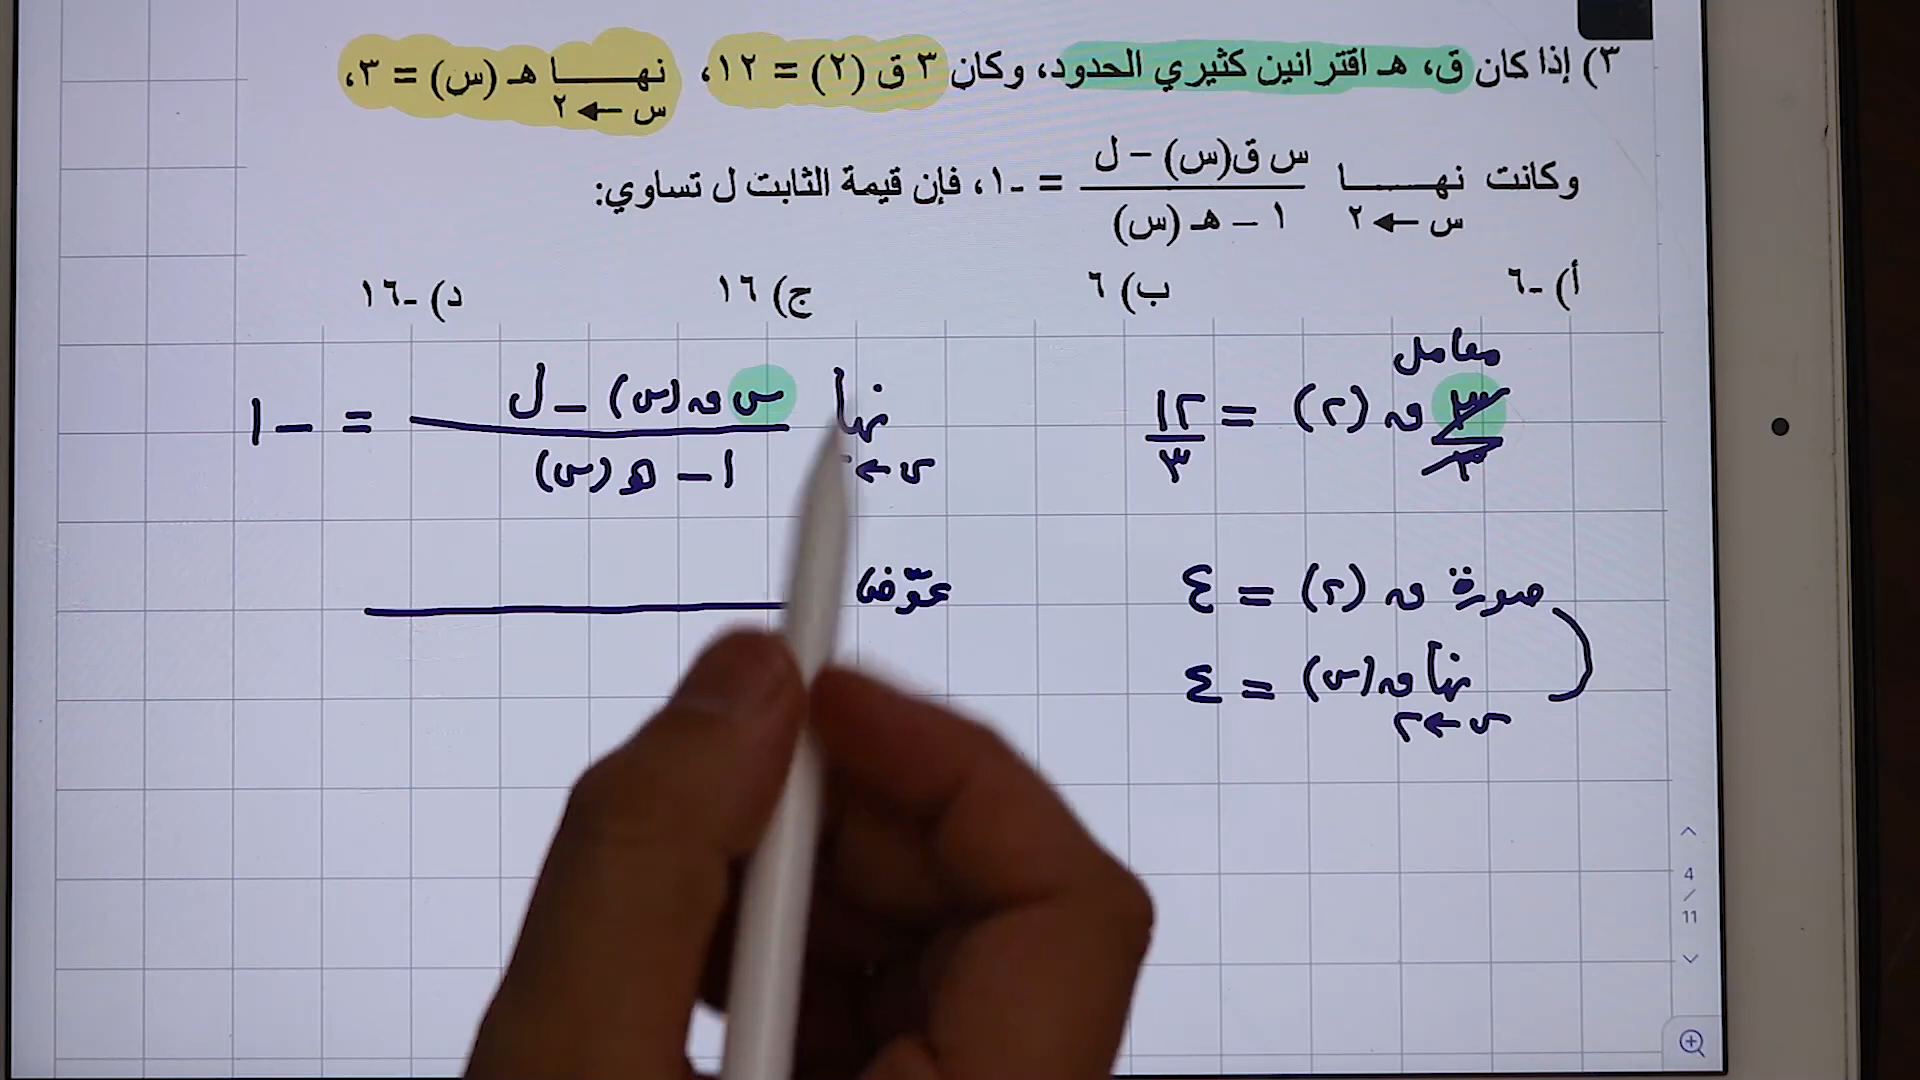 ٣) إذا كان ق، هـ اقترانين كثيري الحدود، وكان ٣ ق (٢) = ١٢، نهـــا هـ (س) = ٣،
س ← ٢
وكانت نهـــا س ق(س) – ل / ١ – هـ (س) = -١، فإن قيمة الثابت ل تساوي:
س ← ٢
أ) -٦ ب) ٦ ج) ١٦ د) -١٦
معامل
٣/٣ ق (٢) = ١٢/٣
نها س ق(س) – ل / ١ – هـ (س) = – ١
س ←
صورة ق (٢) = ٤
عوّض
نها ق(س) = ٤
س ← ٢
4
/
11